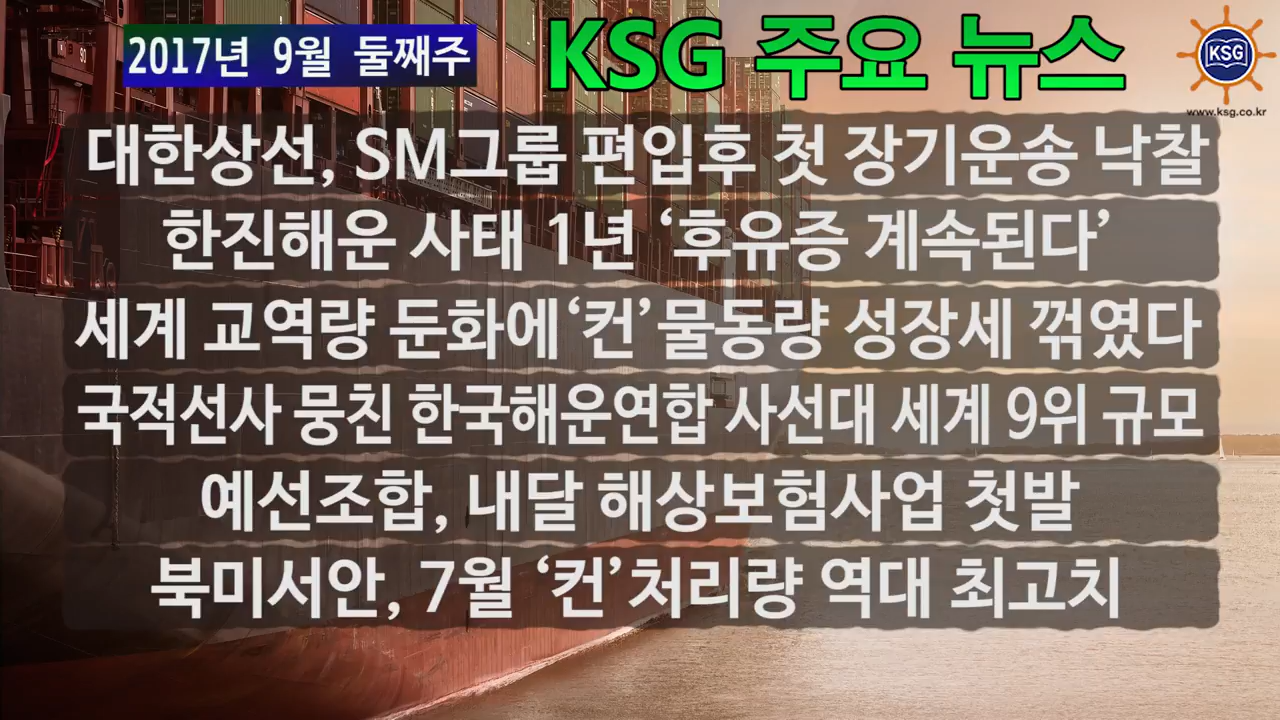 2017년 9월 둘째주
KSG 주요 뉴스
KSG
www.ksg.co.kr
대한상선, SM그룹 편입후 첫 장기운송 낙찰
한진해운 사태 1년 ‘후유증 계속된다’
세계 교역량 둔화에 ‘컨’ 물동량 성장세 꺾였다
국적선사 뭉친 한국해운연합 사선대 세계 9위 규모
예선조합, 내달 해상보험사업 첫발
북미서안, 7월 ‘컨’처리량 역대 최고치